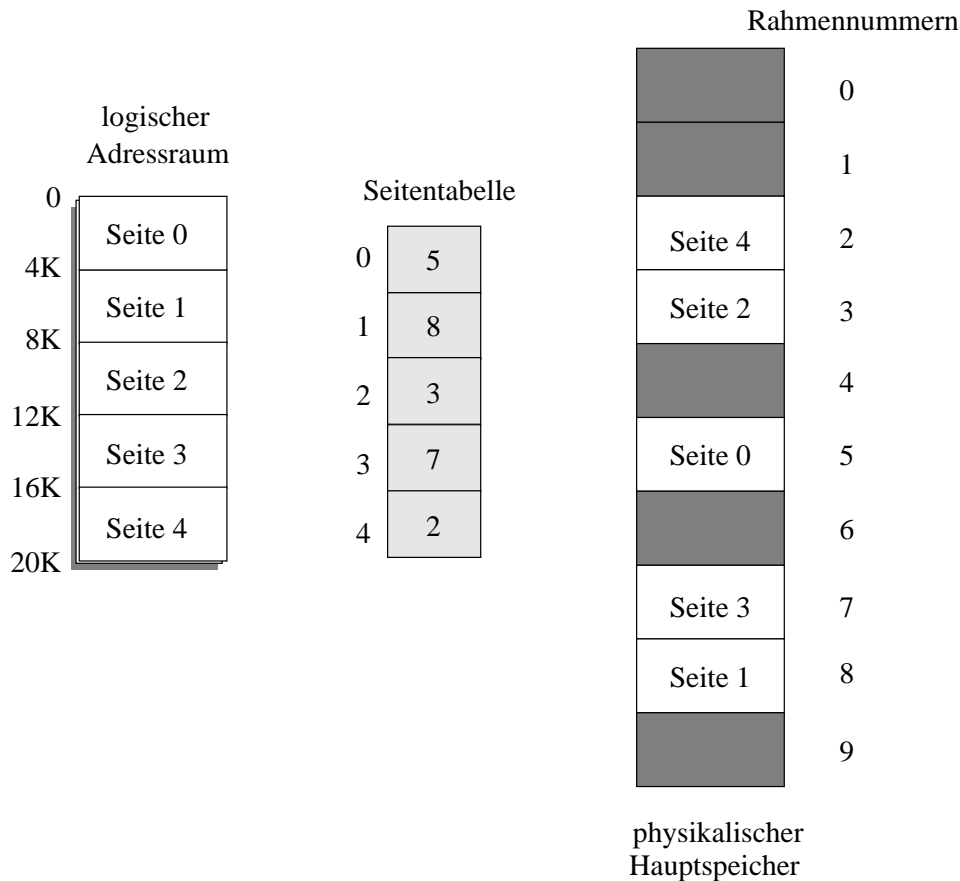 Rahmennummern
logischer
Adressraum
0
Seite 0
4K
Seite 1
8K
Seite 2
12K
Seite 3
16K
Seite 4
20K
Seitentabelle
0 5
1 8
2 3
3 7
4 2
0
1
Seite 4 2
Seite 2 3
4
Seite 0 5
6
Seite 3 7
Seite 1 8
9
physikalischer
Hauptspeicher